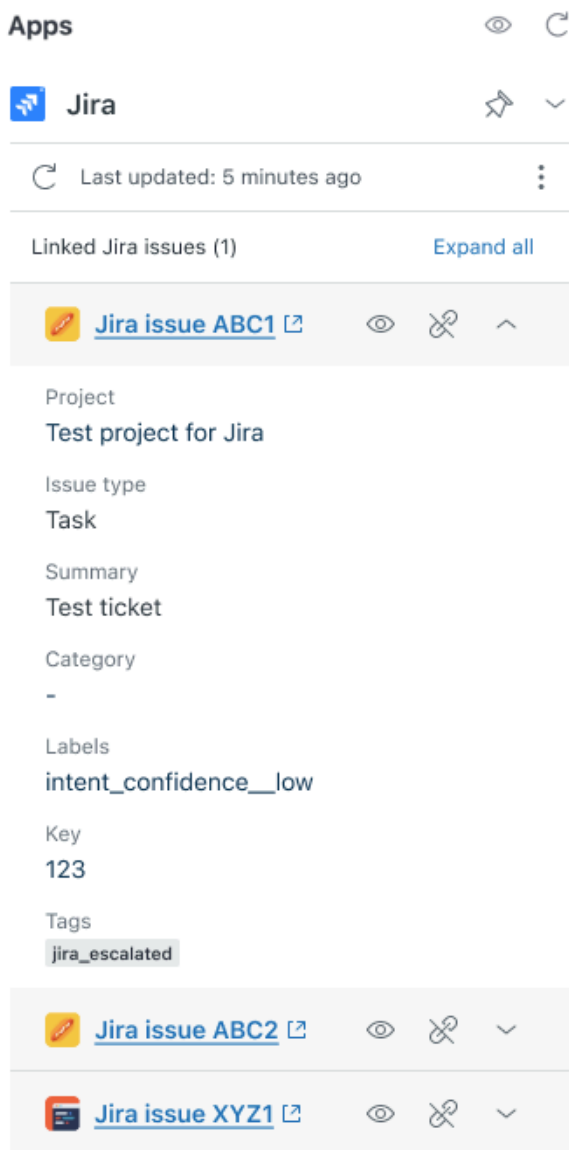 Apps
Jira
Last updated: 5 minutes ago
Linked Jira issues (1)
Expand all
Jira issue ABC1
Project
Test project for Jira
Issue type
Task
Summary
Test ticket
Category
-
Labels
intent_confidence__low
Key
123
Tags
jira_escalated
Jira issue ABC2
Jira issue XYZ1